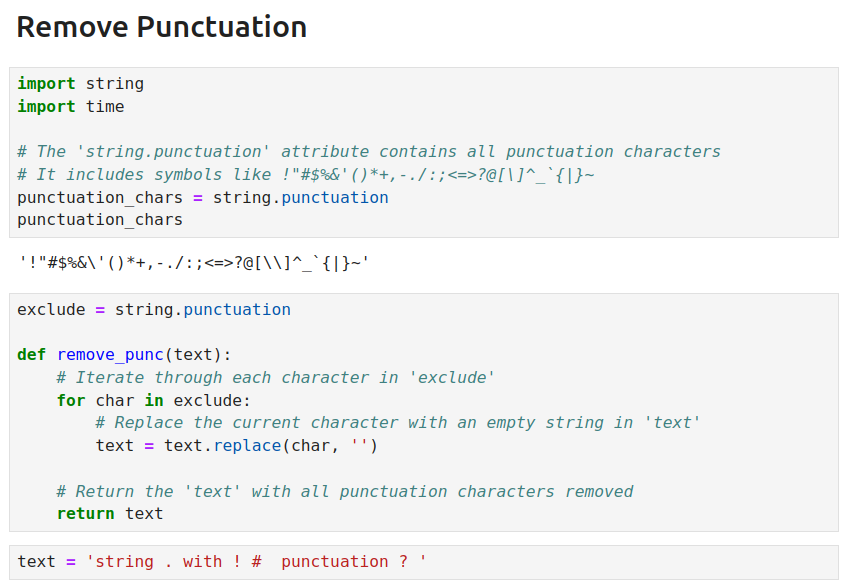 Remove Punctuation
import string
import time
# The 'string.punctuation' attribute contains all punctuation characters
# It includes symbols like !"#$%&'()*+,-./:;<=>?@[\]^_`{|}~
punctuation_chars = string.punctuation
punctuation_chars
'!"#$%&\'()*+,-./:;<=>?@[\\]^_`{|}~'
exclude = string.punctuation
def remove_punc(text):
    # Iterate through each character in 'exclude'
    for char in exclude:
        # Replace the current character with an empty string in 'text'
        text = text.replace(char, '')
    # Return the 'text' with all punctuation characters removed
    return text
text = 'string . with ! #  punctuation ? '